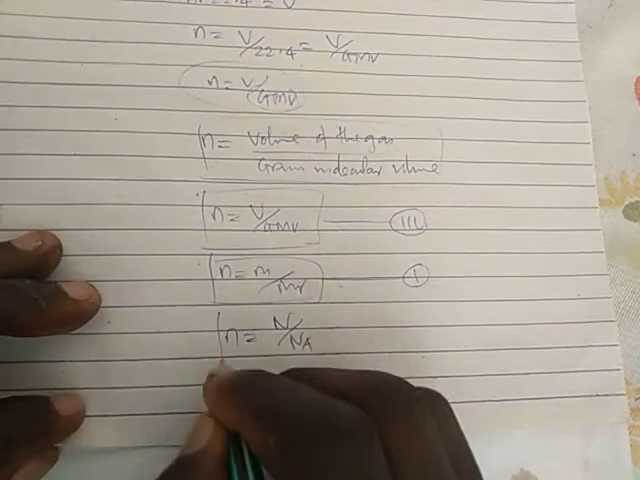 n = V/22.4 = V/GMV
n = V/GMV
n = Volume of the gas
Gram molecular volume
n = V/GMV III
n = m/Mr I
n = N/NA